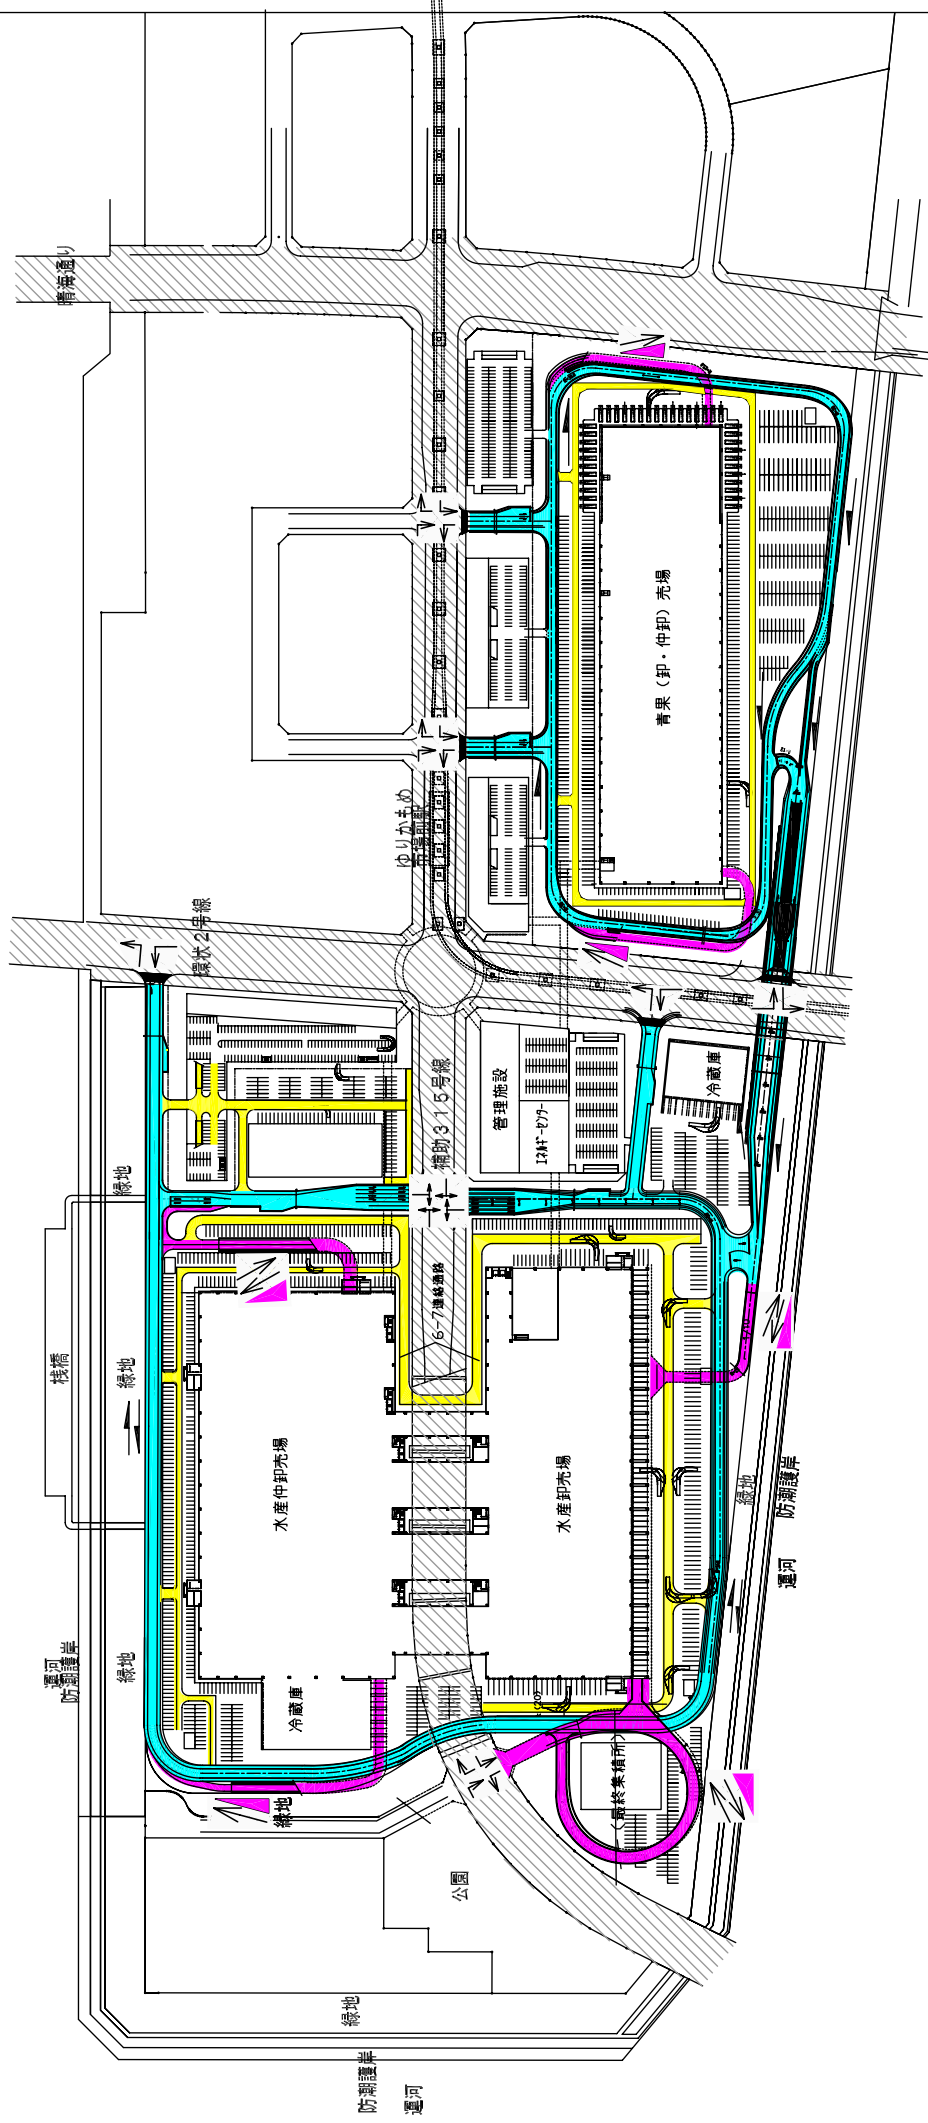 晴海通り
青果(卸・仲卸)売場
ゆりかもめ
市場前駅
環状2号線
冷蔵庫
管理施設
エネルギーセンター
補助315号線
緑地
6-7連絡通路
桟橋
緑地
水産仲卸売場
水産卸売場
緑地
防潮護岸
運河
運河
防潮護岸
緑地
冷蔵庫
(最終集積所)
緑地
公園
緑地
防潮護岸
運河